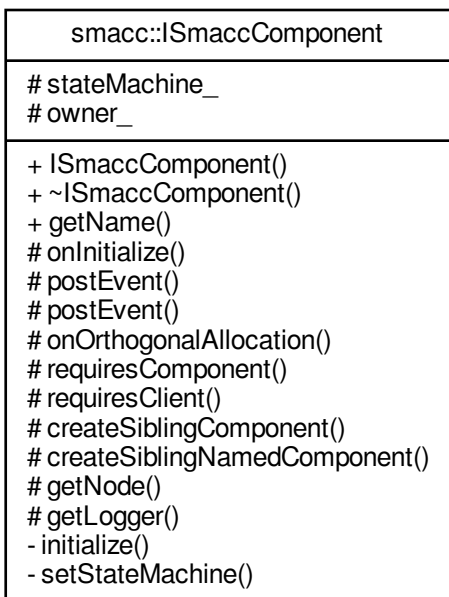 smacc::ISmaccComponent
# stateMachine_
# owner_
+ ISmaccComponent()
+ ~ISmaccComponent()
+ getName()
# onInitialize()
# postEvent()
# postEvent()
# onOrthogonalAllocation()
# requiresComponent()
# requiresClient()
# createSiblingComponent()
# createSiblingNamedComponent()
# getNode()
# getLogger()
- initialize()
- setStateMachine()